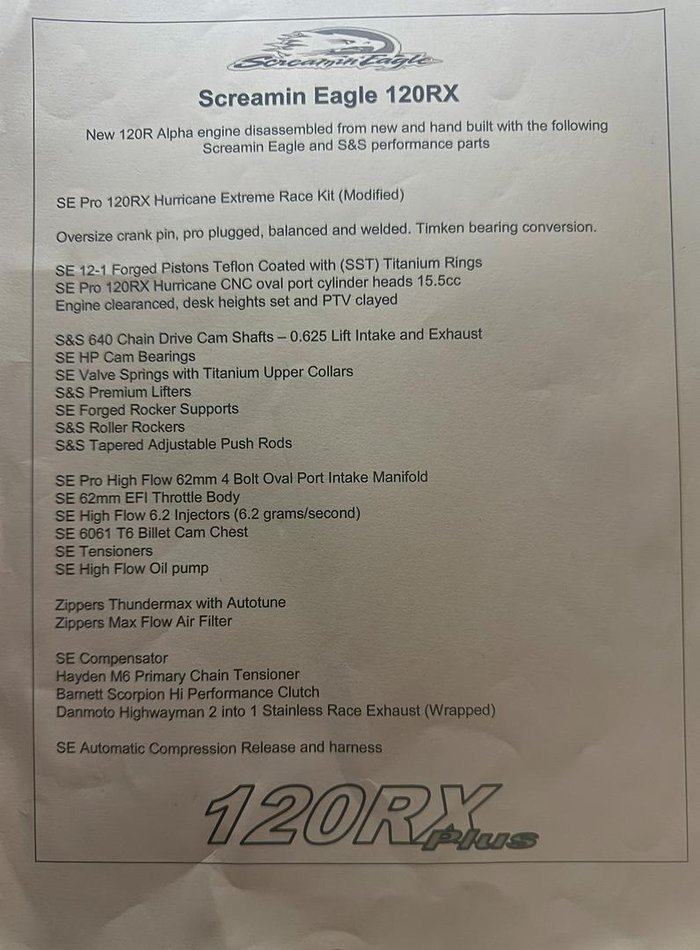 Screamin Eagle
Screamin Eagle 120RX
New 120R Alpha engine disassembled from new and hand built with the following
Screamin Eagle and S&S performance parts
SE Pro 120RX Hurricane Extreme Race Kit (Modified)
Oversize crank pin, pro plugged, balanced and welded. Timken bearing conversion.
SE 12-1 Forged Pistons Teflon Coated with (SST) Titanium Rings
SE Pro 120RX Hurricane CNC oval port cylinder heads 15.5cc
Engine clearanced, desk heights set and PTV clayed
S&S 640 Chain Drive Cam Shafts – 0.625 Lift Intake and Exhaust
SE HP Cam Bearings
SE Valve Springs with Titanium Upper Collars
S&S Premium Lifters
SE Forged Rocker Supports
S&S Roller Rockers
S&S Tapered Adjustable Push Rods
SE Pro High Flow 62mm 4 Bolt Oval Port Intake Manifold
SE 62mm EFI Throttle Body
SE High Flow 6.2 Injectors (6.2 grams/second)
SE 6061 T6 Billet Cam Chest
SE Tensioners
SE High Flow Oil pump
Zippers Thundermax with Autotune
Zippers Max Flow Air Filter
SE Compensator
Hayden M6 Primary Chain Tensioner
Barnett Scorpion Hi Performance Clutch
Danmoto Highwayman 2 into 1 Stainless Race Exhaust (Wrapped)
SE Automatic Compression Release and harness
120RX
Plus